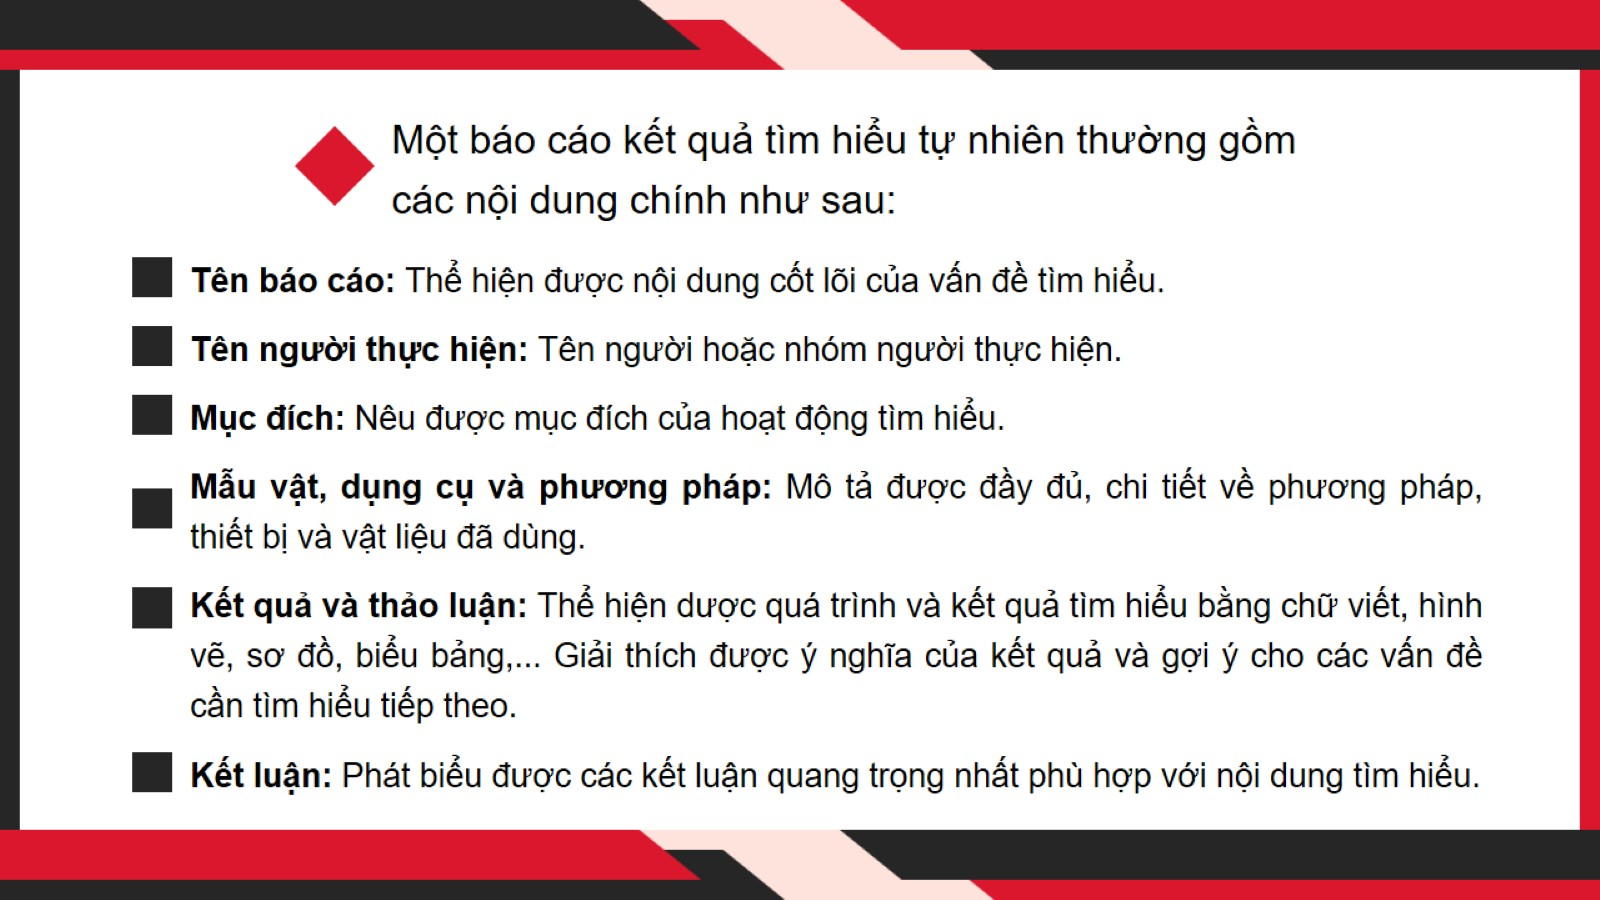 Một báo cáo kết quả tìm hiểu tự nhiên thường gồm
các nội dung chính như sau:
Tên báo cáo: Thể hiện được nội dung cốt lõi của vấn đề tìm hiểu.
Tên người thực hiện: Tên người hoặc nhóm người thực hiện.
Mục đích: Nêu được mục đích của hoạt động tìm hiểu.
Mẫu vật, dụng cụ và phương pháp: Mô tả được đầy đủ, chi tiết về phương pháp,
thiết bị và vật liệu đã dùng.
Kết quả và thảo luận: Thể hiện dược quá trình và kết quả tìm hiểu bằng chữ viết, hình
vẽ, sơ đồ, biểu bảng,... Giải thích được ý nghĩa của kết quả và gợi ý cho các vấn đề
cần tìm hiểu tiếp theo.
Kết luận: Phát biểu được các kết luận quang trọng nhất phù hợp với nội dung tìm hiểu.